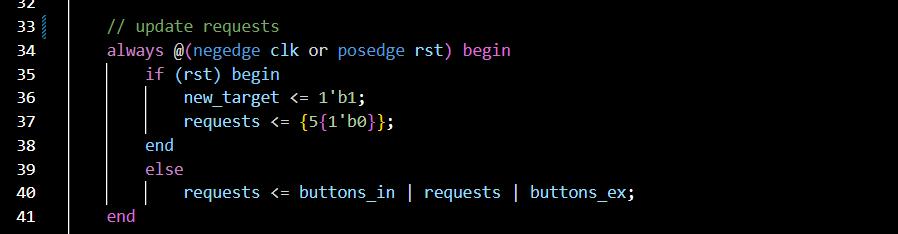 32
33 // update requests
34 always @(negedge clk or posedge rst) begin
35 if (rst) begin
36 new_target <= 1'b1;
37 requests <= {5{1'b0}};
38 end
39 else
40 requests <= buttons_in | requests | buttons_ex;
41 end